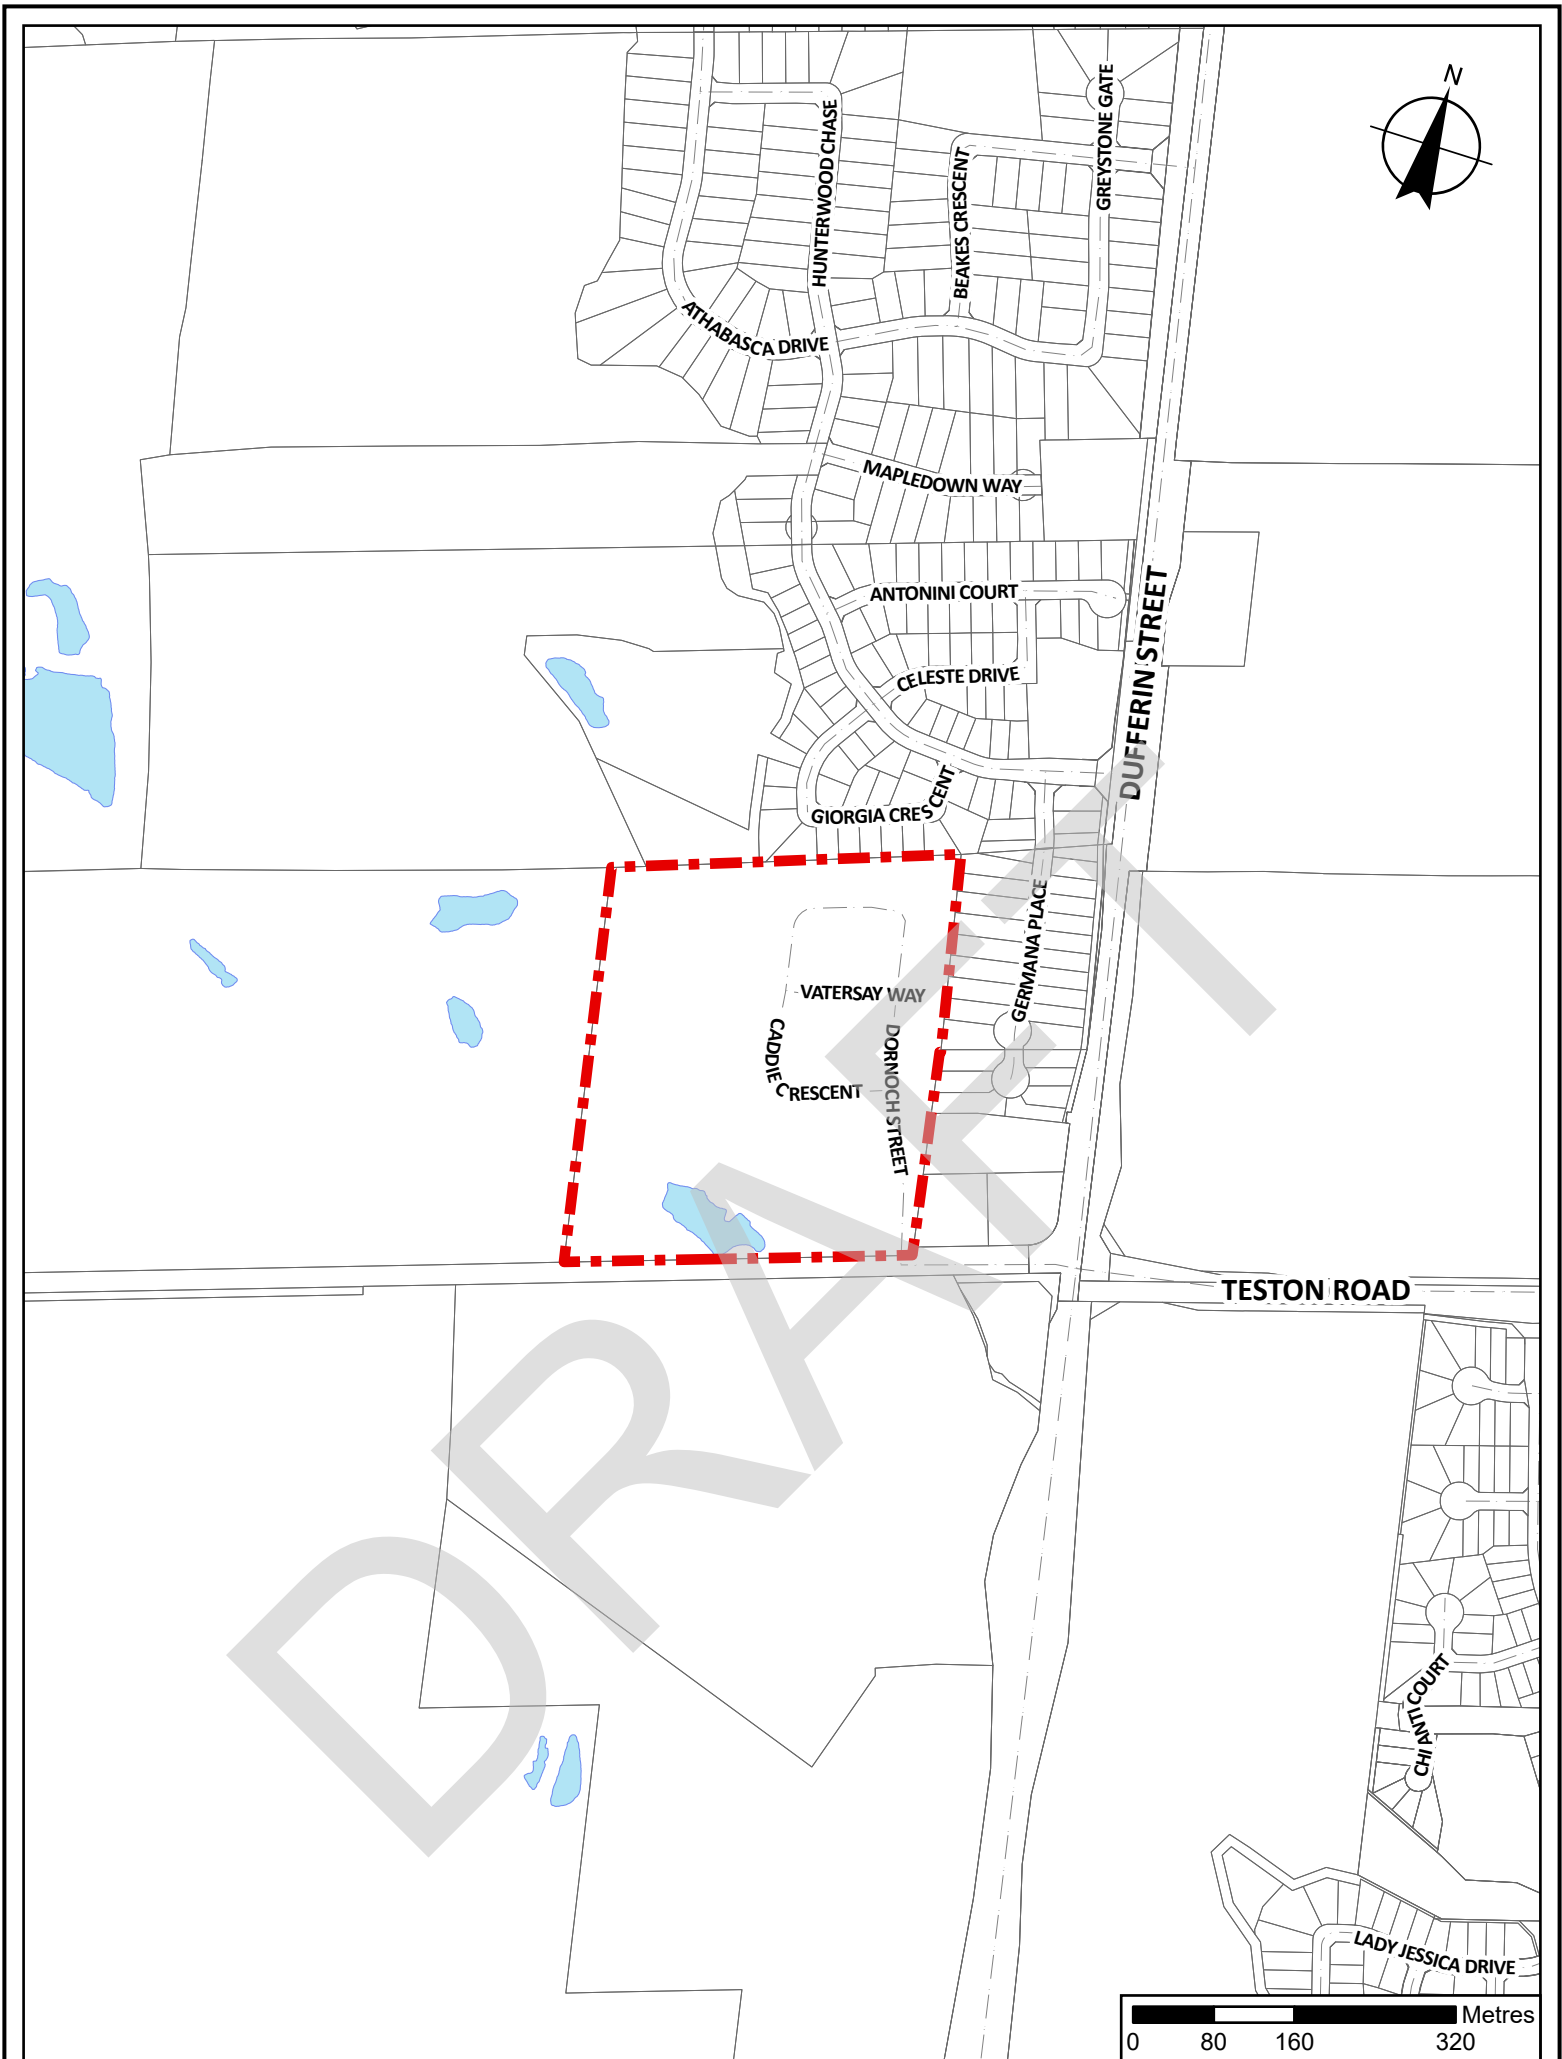 N
GREYSTONE GATE
HUNTERWOOD CHASE
BEAKES CRESCENT
ATHABASCA DRIVE
MAPLEDOWN WAY
ANTONINI COURT
DUFFERIN STREET
CELESTE DRIVE
GIORGIA CRESCENT
GERMANA PLACE
VATERSAY WAY
CADDIE CRESCENT
DORNOCH STREET
TESTON ROAD
DRAFT
CHIANTI COURT
LADY JESSICA DRIVE
Metres
0 80 160 320